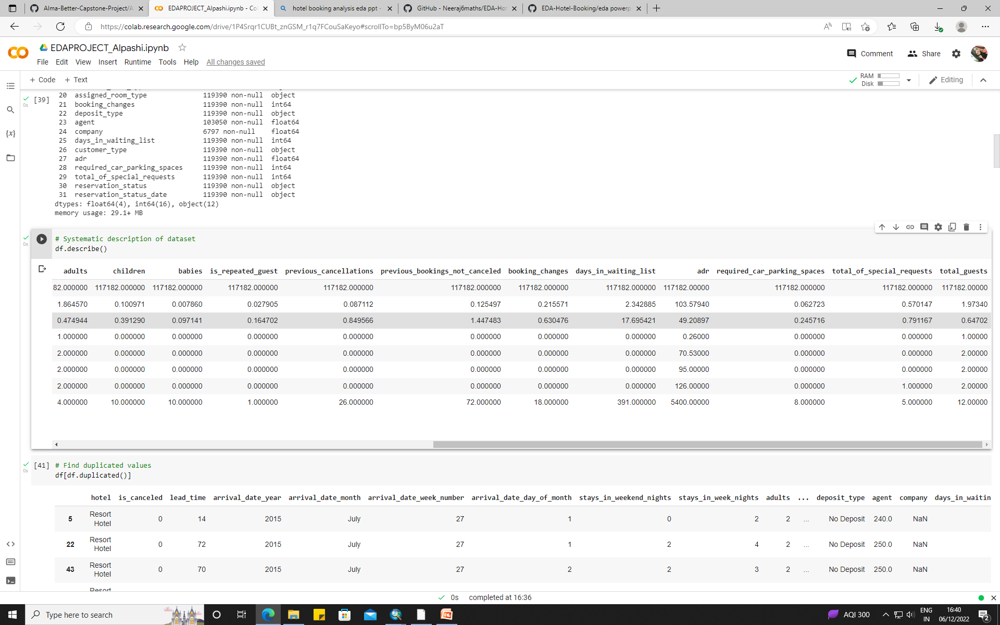 Alma-Better-Capstone-Project/A
EDAPROJECT_Alpashi.ipynb - Co
hotel booking analysis eda ppt -
GitHub - Neeraj6maths/EDA-Hot
EDA-Hotel-Booking/eda powerp
https://colab.research.google.com/drive/1P4Srqr1CUBt_znGSM_r1q7FCouSaKeyo#scrollTo=bp5ByM06u2aT
EDAPROJECT_Alpashi.ipynb
Comment Share
File Edit View Insert Runtime Tools Help All changes saved
+ Code + Text
RAM
Disk
Editing
[39]
0s
20 assigned_room_type 119390 non-null object
21 booking_changes 119390 non-null int64
22 deposit_type 119390 non-null object
23 agent 103050 non-null float64
24 company 6797 non-null float64
25 days_in_waiting_list 119390 non-null int64
26 customer_type 119390 non-null object
27 adr 119390 non-null float64
28 required_car_parking_spaces 119390 non-null int64
29 total_of_special_requests 119390 non-null int64
30 reservation_status 119390 non-null object
31 reservation_status_date 119390 non-null object
dtypes: float64(4), int64(16), object(12)
memory usage: 29.1+ MB
0s
# Systematic description of dataset
df.describe()
adults children babies is_repeated_guest previous_cancellations previous_bookings_not_canceled booking_changes days_in_waiting_list adr required_car_parking_spaces total_of_special_requests total_guests
82.000000 117182.000000 117182.000000 117182.000000 117182.000000 117182.000000 117182.000000 117182.000000 117182.00000 117182.000000 117182.000000 117182.00000
1.864570 0.100971 0.007860 0.027905 0.087112 0.125497 0.215571 2.342885 103.57940 0.062723 0.570147 1.97340
0.474944 0.391290 0.097141 0.164702 0.849566 1.447483 0.630476 17.695421 49.20897 0.245716 0.791167 0.64702
1.000000 0.000000 0.000000 0.000000 0.000000 0.000000 0.000000 0.000000 0.26000 0.000000 0.000000 1.00000
2.000000 0.000000 0.000000 0.000000 0.000000 0.000000 0.000000 0.000000 70.53000 0.000000 0.000000 2.00000
2.000000 0.000000 0.000000 0.000000 0.000000 0.000000 0.000000 0.000000 95.00000 0.000000 0.000000 2.00000
2.000000 0.000000 0.000000 0.000000 0.000000 0.000000 0.000000 0.000000 126.00000 0.000000 1.000000 2.00000
4.000000 10.000000 10.000000 1.000000 26.000000 72.000000 18.000000 391.000000 5400.00000 8.000000 5.000000 12.00000
[41] # Find duplicated values
0s
df[df.duplicated()]
hotel is_canceled lead_time arrival_date_year arrival_date_month arrival_date_week_number arrival_date_day_of_month stays_in_weekend_nights stays_in_week_nights adults ... deposit_type agent company days_in_waitin
5 Resort Hotel 0 14 2015 July 27 1 0 2 2 ... No Deposit 240.0 NaN
22 Resort Hotel 0 72 2015 July 27 1 2 4 2 ... No Deposit 250.0 NaN
43 Resort Hotel 0 70 2015 July 27 2 2 3 2 ... No Deposit 250.0 NaN
Resort
0s completed at 16:36
Type here to search
AQI 300
ENG
IN
16:40
06/12/2022
2